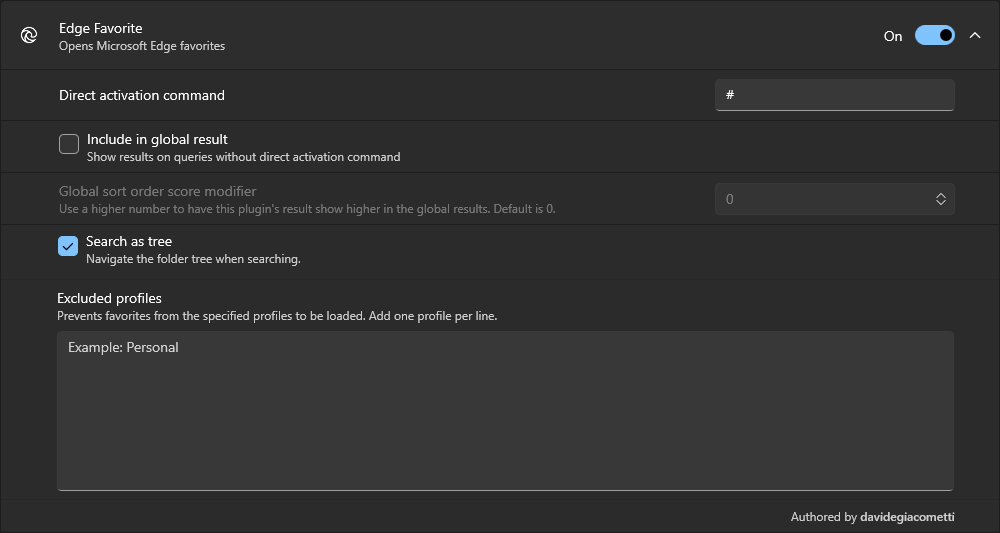 Edge Favorite
Opens Microsoft Edge favorites
On
Direct activation command
#
Include in global result
Show results on queries without direct activation command
Global sort order score modifier
Use a higher number to have this plugin's result show higher in the global results. Default is 0.
0
Search as tree
Navigate the folder tree when searching.
Excluded profiles
Prevents favorites from the specified profiles to be loaded. Add one profile per line.
Example: Personal
Authored by davidegiacometti